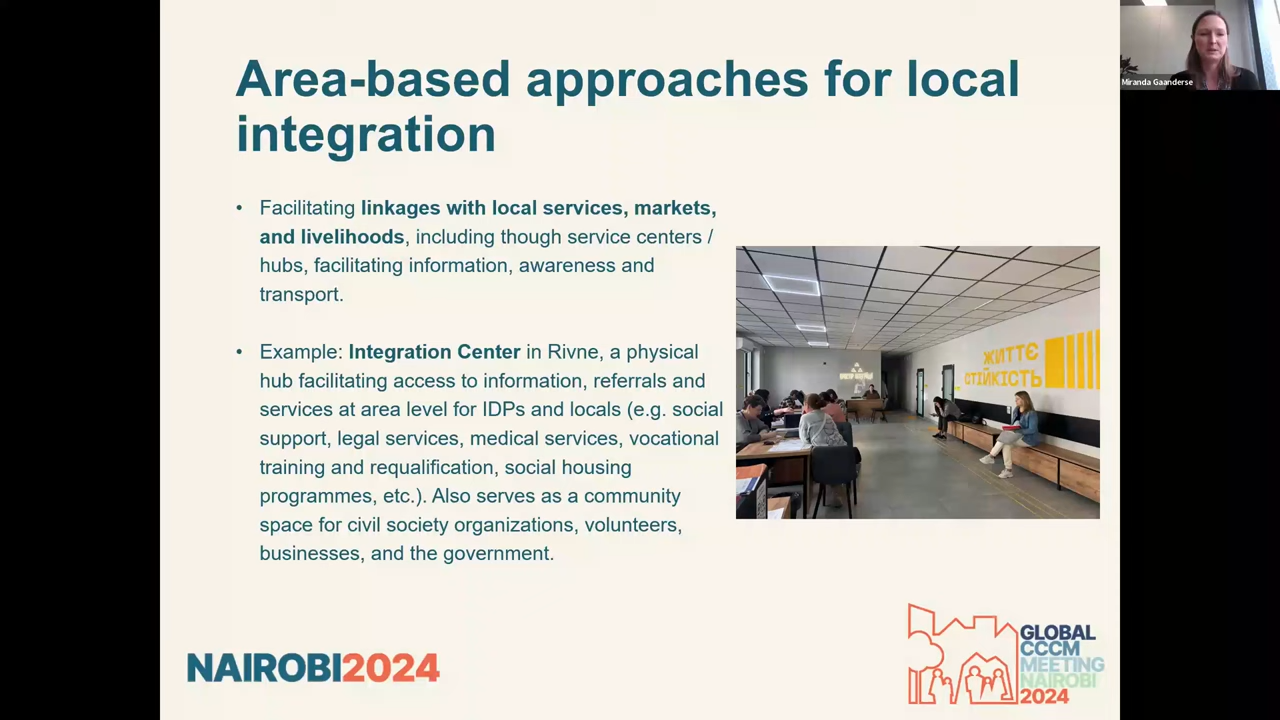 Area-based approaches for local
integration
• Facilitating linkages with local services, markets,
and livelihoods, including though service centers /
hubs, facilitating information, awareness and
transport.
• Example: Integration Center in Rivne, a physical
hub facilitating access to information, referrals and
services at area level for IDPs and locals (e.g. social
support, legal services, medical services, vocational
training and requalification, social housing
programmes, etc.). Also serves as a community
space for civil society organizations, volunteers,
businesses, and the government.
ЖИТТЄ
СТІЙКІСТЬ
NAIROBI2024
GLOBAL
CCCM
MEETING
NAIROBI
2024
Miranda Gaanderse